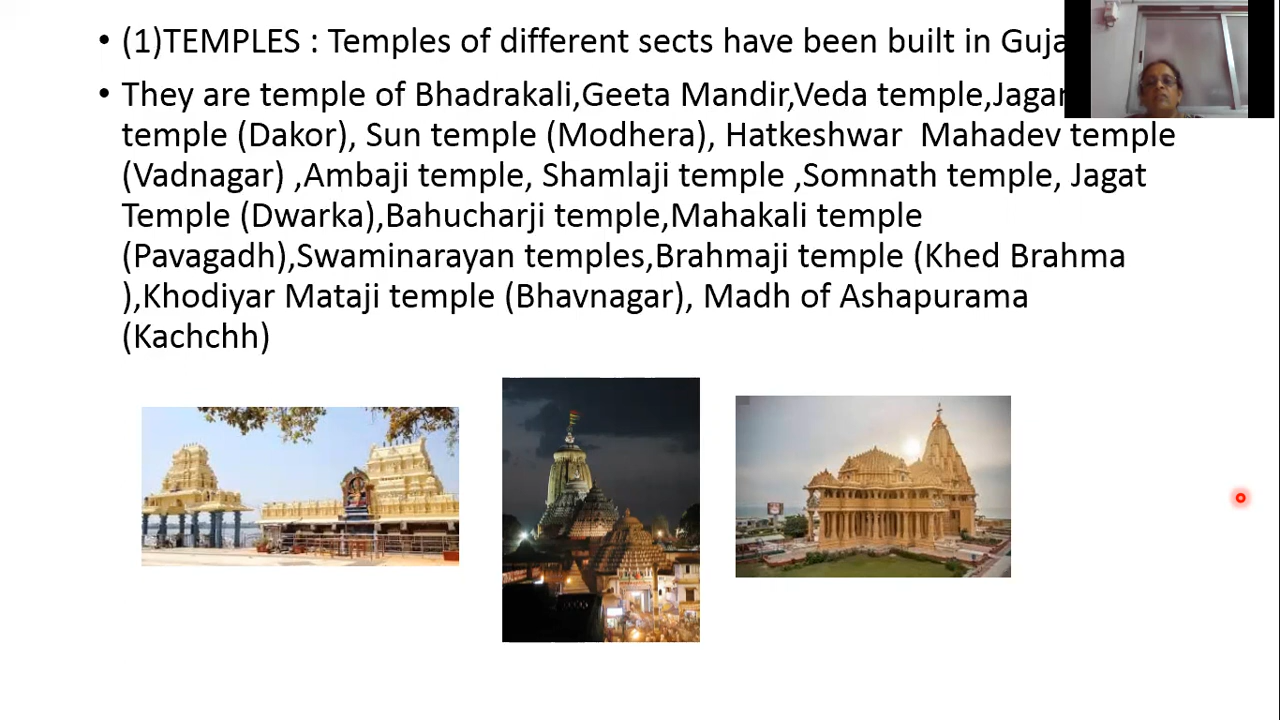 • (1)TEMPLES : Temples of different sects have been built in
• They are temple of Bhadrakali,Geeta Mandir,Veda temple,
temple (Dakor), Sun temple (Modhera), Hatkeshwar Mahadev temple
(Vadnagar) ,Ambaji temple, Shamlaji temple ,Somnath temple, Jagat
Temple (Dwarka),Bahucharji temple,Mahakali temple
(Pavagadh),Swaminarayan temples,Brahmaji temple (Khed Brahma
),Khodiyar Mataji temple (Bhavnagar), Madh of Ashapurama
(Kachchh)